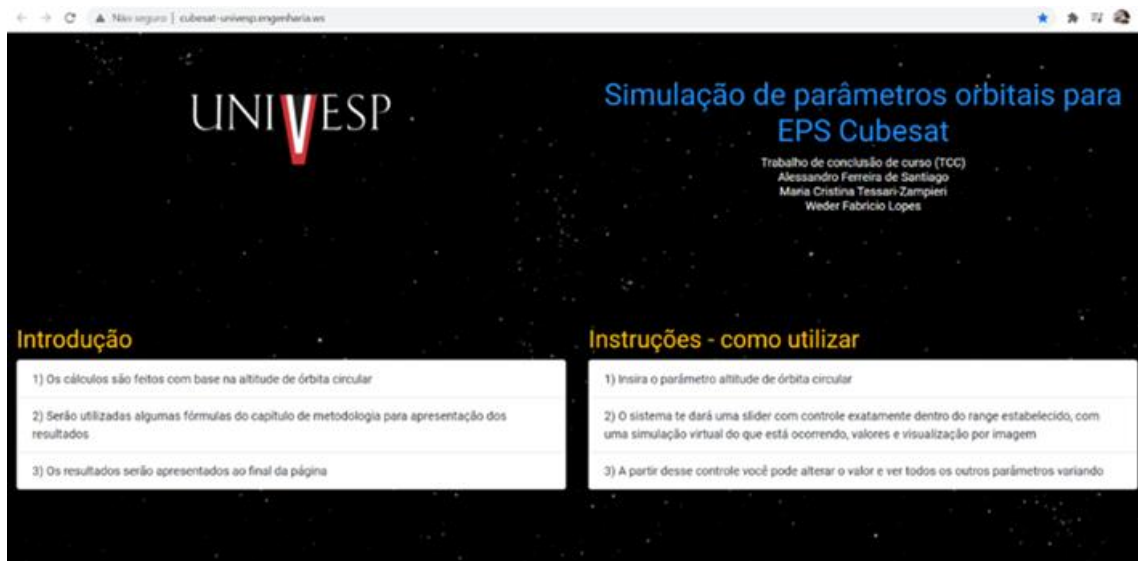 Não seguro | cubesat-univesp.engenharia.ws
UNIVESP
Simulação de parâmetros orbitais para
EPS Cubesat
Trabalho de conclusão de curso (TCC)
Alessandro Ferreira de Santiago
Maria Cristina Tessari-Zampieri
Weder Fabricio Lopes
Introdução
1) Os cálculos são feitos com base na altitude de órbita circular
2) Serão utilizadas algumas fórmulas do capítulo de metodologia para apresentação dos
resultados
3) Os resultados serão apresentados ao final da página
Instruções - como utilizar
1) Insira o parâmetro altitude de órbita circular
2) O sistema te dará uma slider com controle exatamente dentro do range estabelecido, com
uma simulação virtual do que está ocorrendo, valores e visualização por imagem
3) A partir desse controle você pode alterar o valor e ver todos os outros parâmetros variando